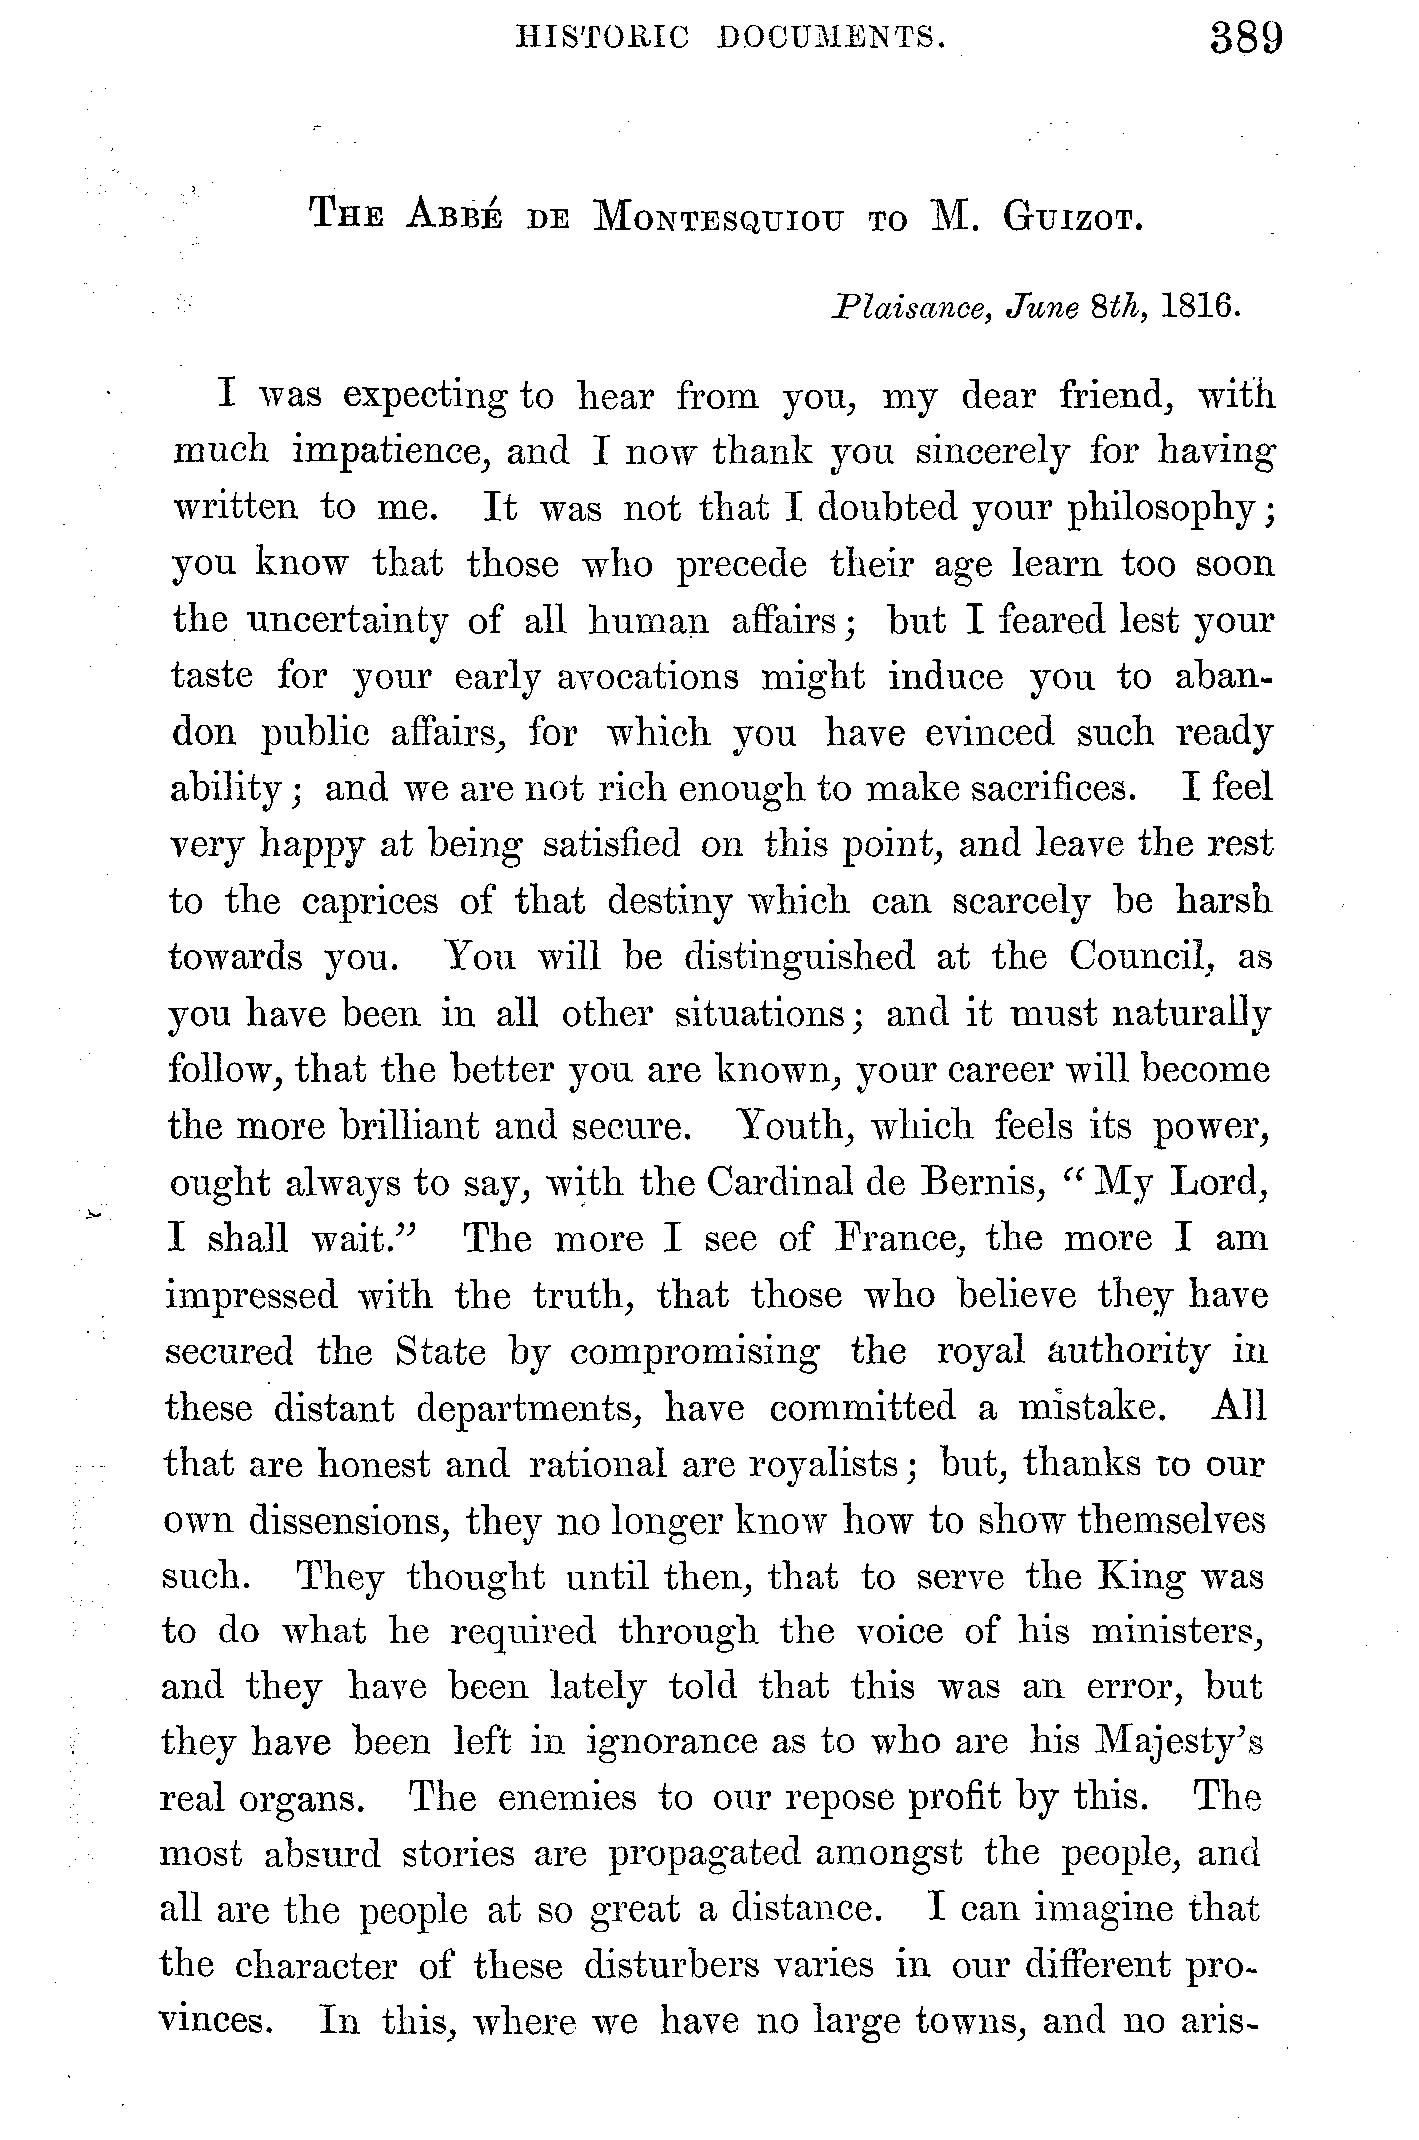 HISTORIC DOCUMENTS. 389
THE ABBÉ DE MONTESQUIOU TO M. GUIZOT.
Plaisance, June 8th, 1816.
I was expecting to hear from you, my dear friend, with
much impatience, and I now thank you sincerely for having
written to me. It was not that I doubted your philosophy;
you know that those who precede their age learn too soon
the uncertainty of all human affairs; but I feared lest your
taste for your early avocations might induce you to aban-
don public affairs, for which you have evinced such ready
ability; and we are not rich enough to make sacrifices. I feel
very happy at being satisfied on this point, and leave the rest
to the caprices of that destiny which can scarcely be harsh
towards you. You will be distinguished at the Council, as
you have been in all other situations; and it must naturally
follow, that the better you are known, your career will become
the more brilliant and secure. Youth, which feels its power,
ought always to say, with the Cardinal de Bernis, “My Lord,
I shall wait.” The more I see of France, the more I am
impressed with the truth, that those who believe they have
secured the State by compromising the royal authority in
these distant departments, have committed a mistake. All
that are honest and rational are royalists; but, thanks to our
own dissensions, they no longer know how to show themselves
such. They thought until then, that to serve the King was
to do what he required through the voice of his ministers,
and they have been lately told that this was an error, but
they have been left in ignorance as to who are his Majesty’s
real organs. The enemies to our repose profit by this. The
most absurd stories are propagated amongst the people, and
all are the people at so great a distance. I can imagine that
the character of these disturbers varies in our different pro-
vinces. In this, where we have no large towns, and no aris-